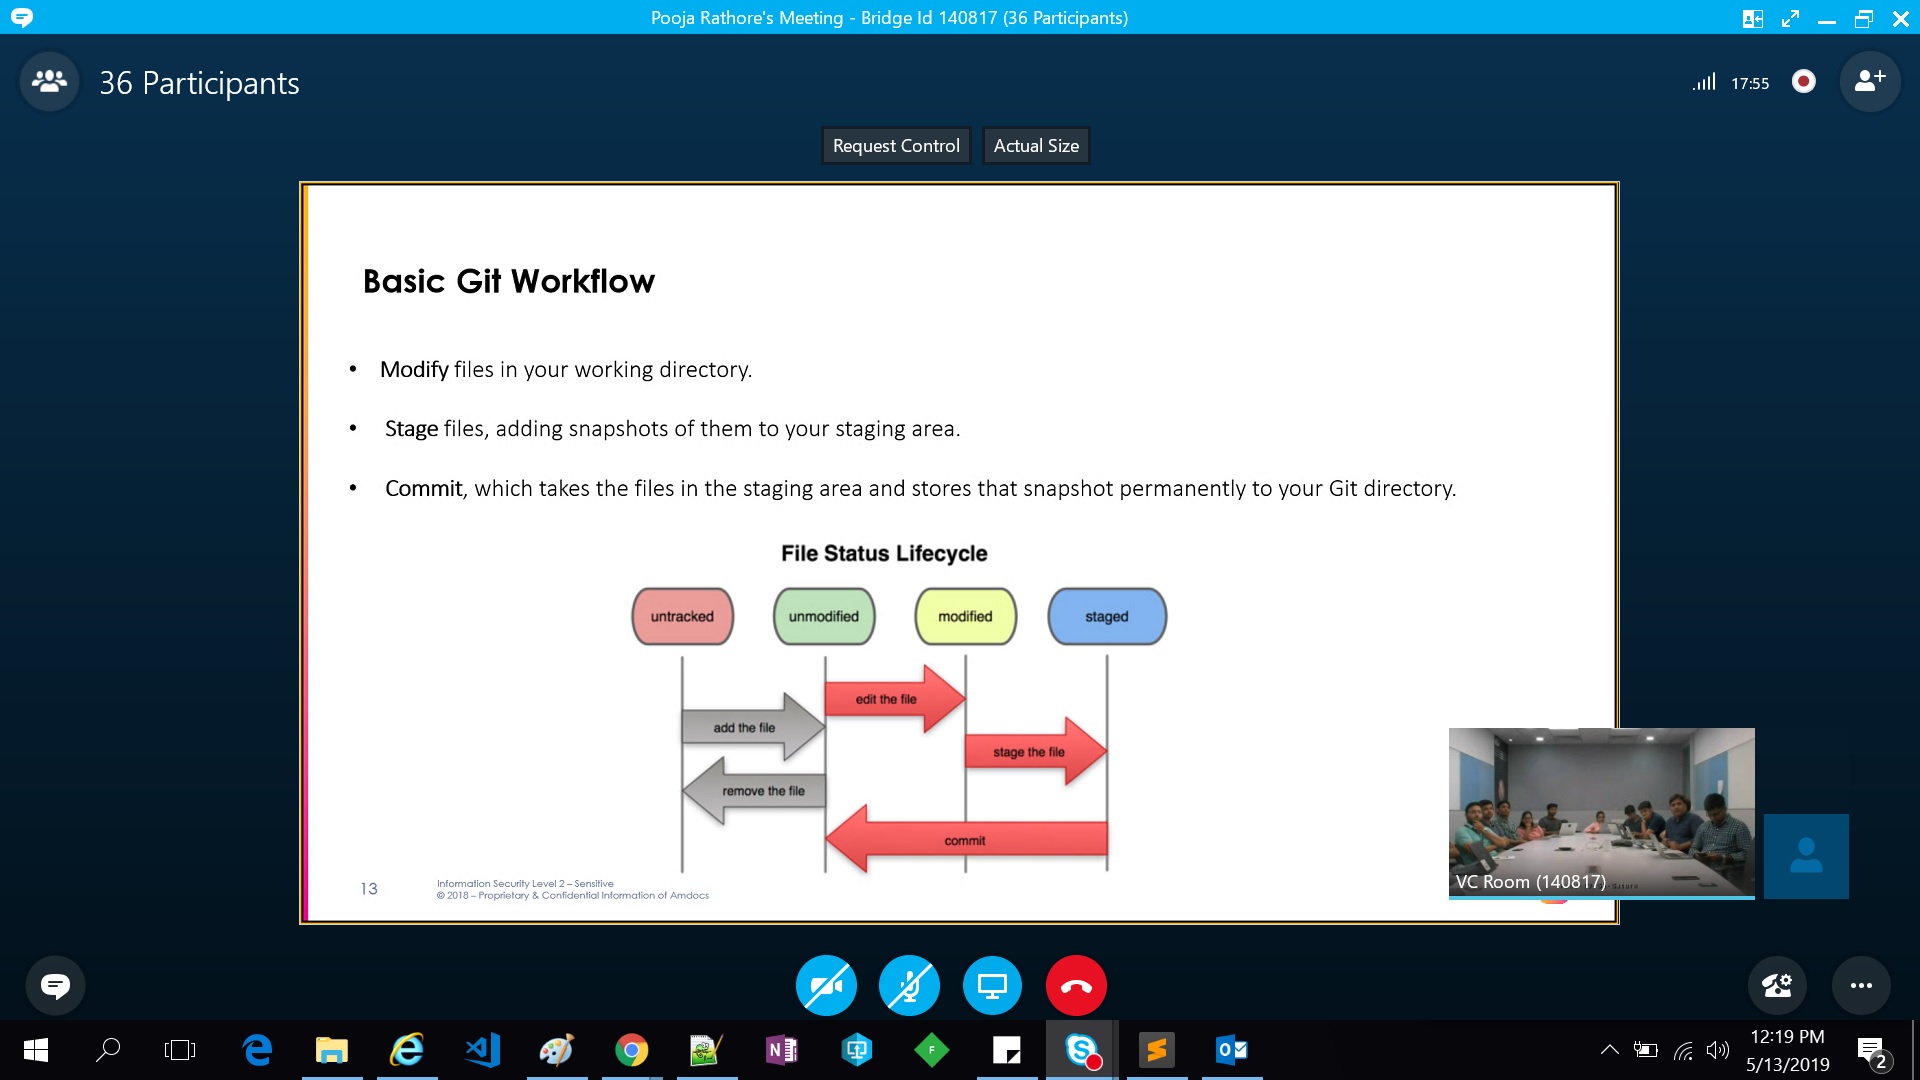 Pooja Rathore's Meeting - Bridge Id 140817 (36 Participants)
36 Participants
17:55
Request Control
Actual Size
Basic Git Workflow
• Modify files in your working directory.
• Stage files, adding snapshots of them to your staging area.
• Commit, which takes the files in the staging area and stores that snapshot permanently to your Git directory.
File Status Lifecycle
untracked
unmodified
modified
staged
edit the file
add the file
stage the file
remove the file
commit
13
Information Security Level 2 – Sensitive
© 2018 – Proprietary & Confidential Information of Amdocs
VC Room (140817)
12:19 PM
5/13/2019
2